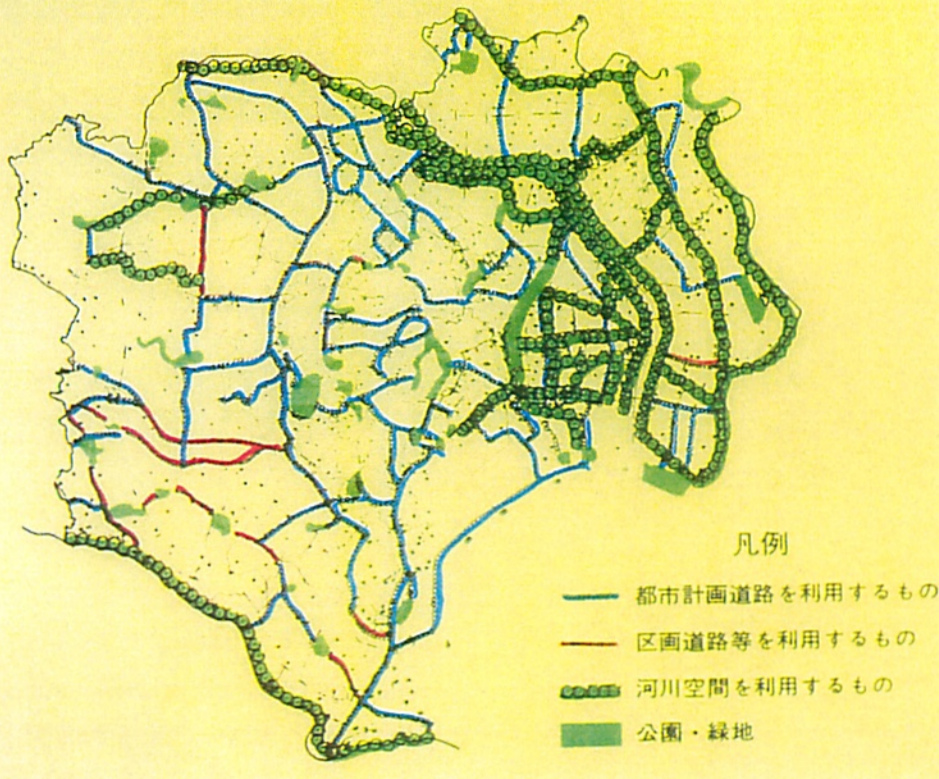 凡例
都市計画道路を利用するもの
区画道路等を利用するもの
河川空間を利用するもの
公園・緑地